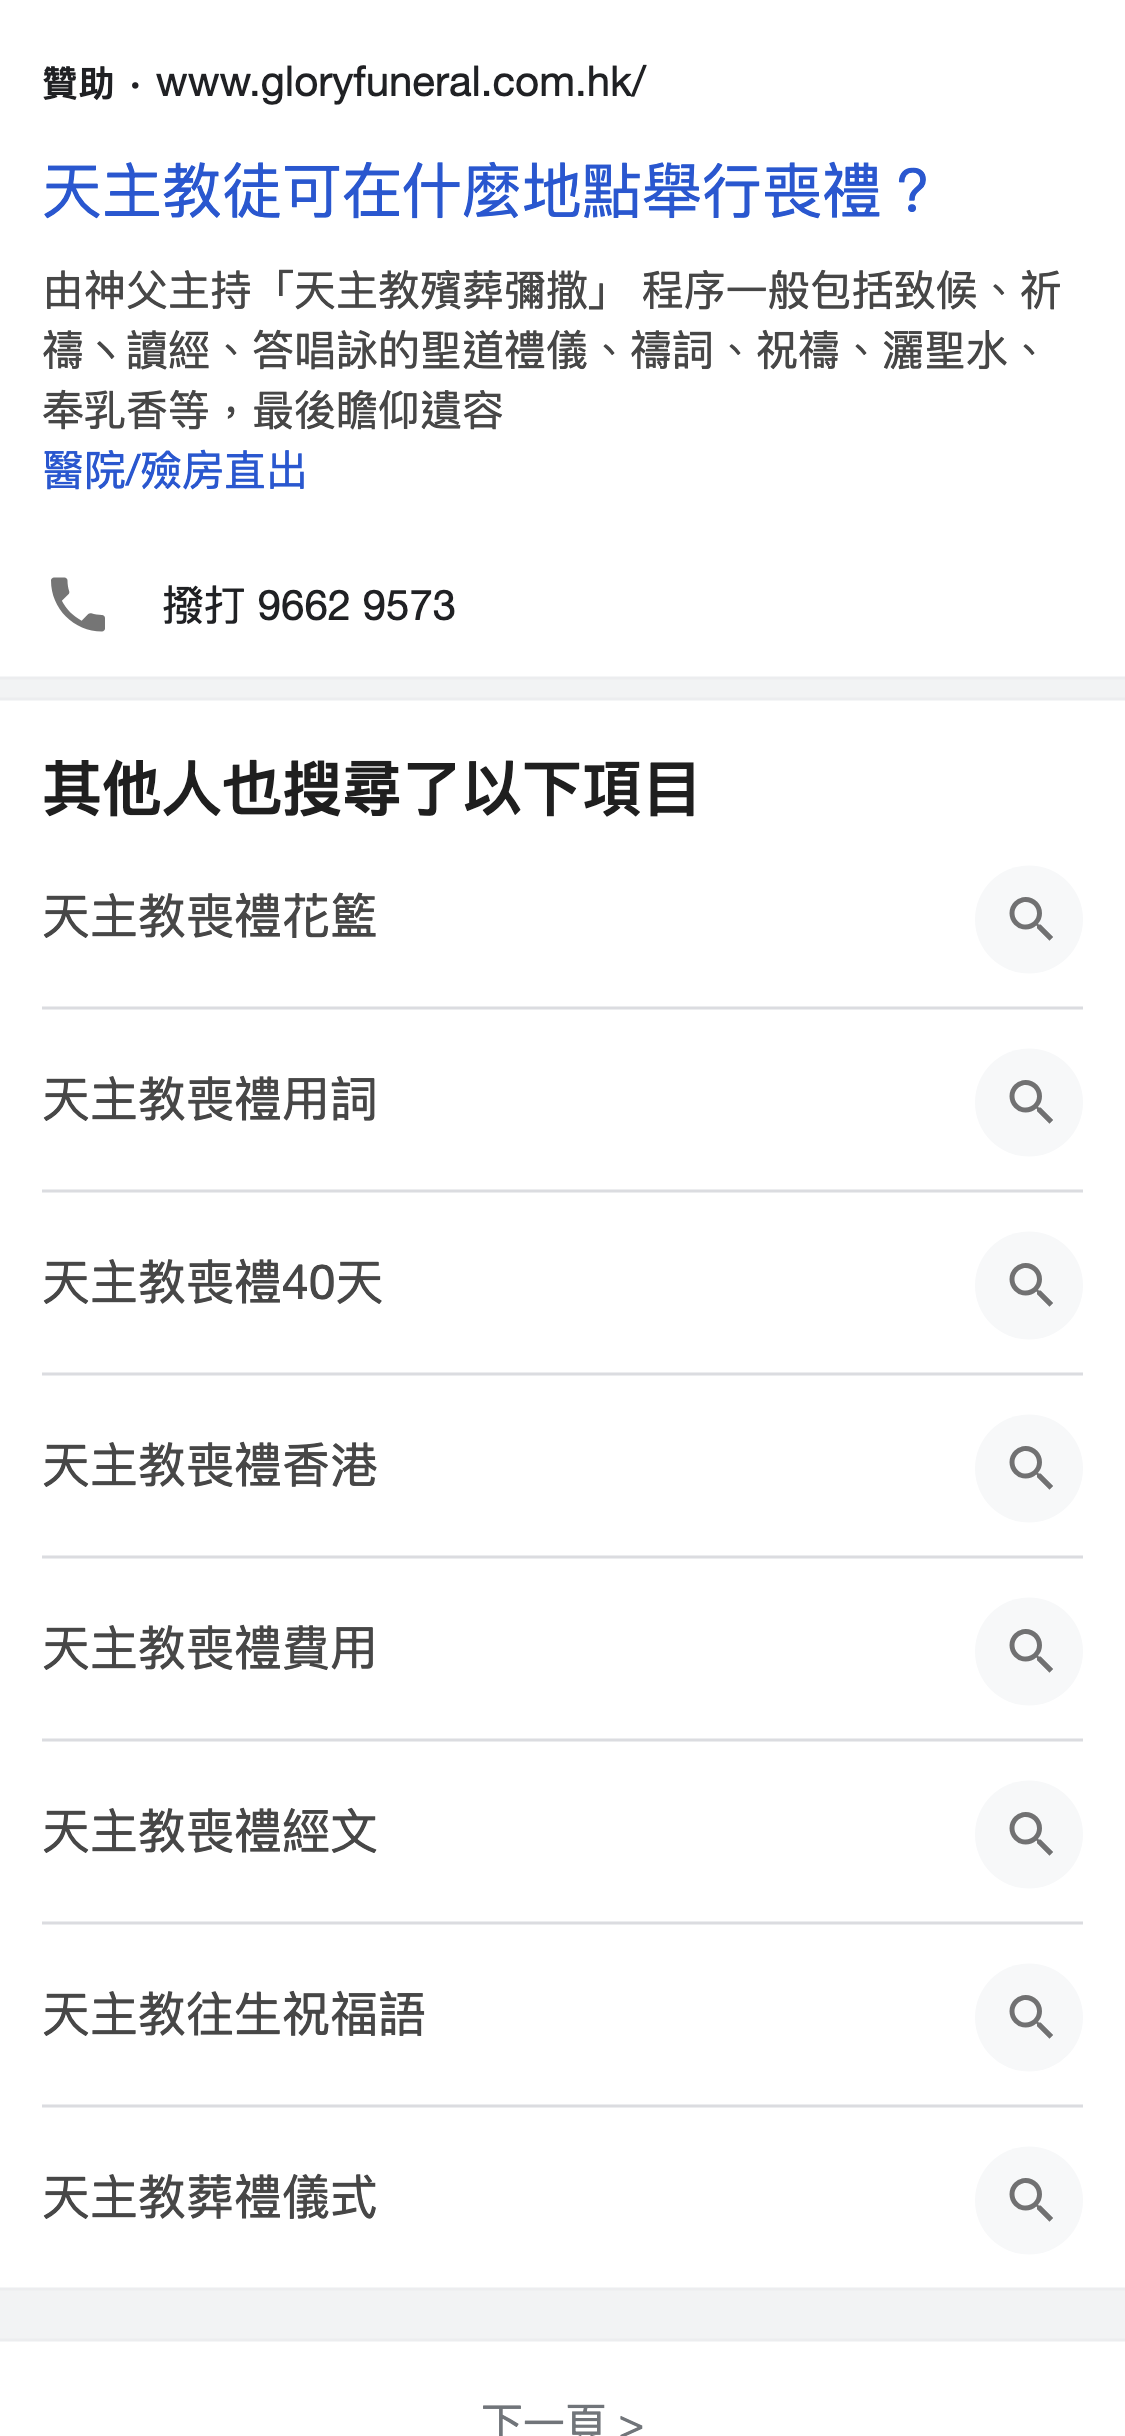 贊助 · www.gloryfuneral.com.hk/
天主教徒可在什麼地點舉行喪禮？
由神父主持「天主教殯葬彌撒」 程序一般包括致候、祈
禱丶讀經、答唱詠的聖道禮儀、禱詞、祝禱、灑聖水、
奉乳香等，最後瞻仰遺容
醫院/殮房直出
撥打 9662 9573
其他人也搜尋了以下項目
天主教喪禮花籃
天主教喪禮用詞
天主教喪禮40天
天主教喪禮香港
天主教喪禮費用
天主教喪禮經文
天主教往生祝福語
天主教葬禮儀式
下一頁 >